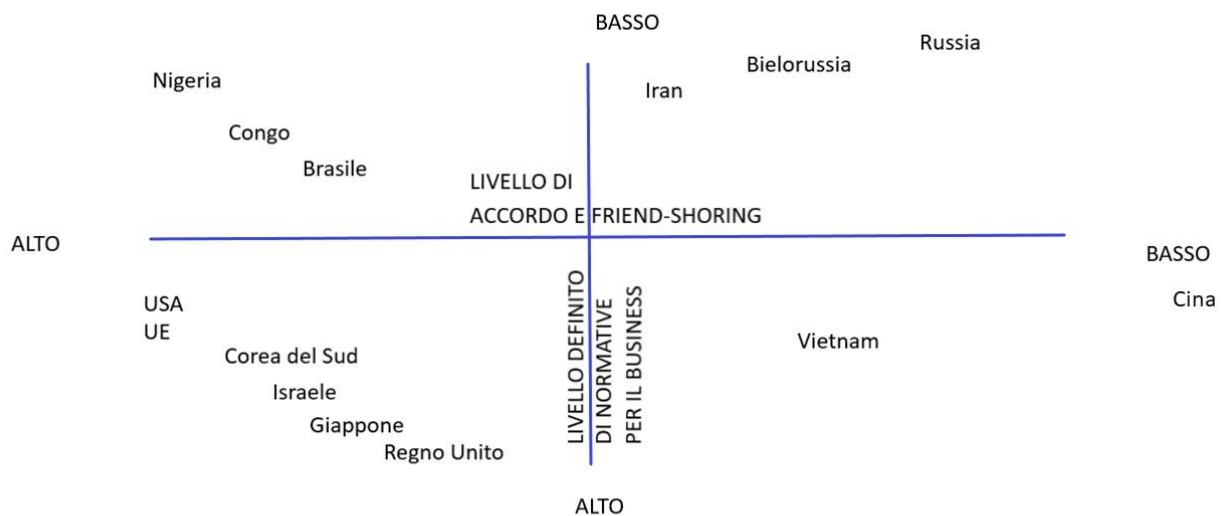 BASSO
Russia
Bielorussia
Nigeria
Iran
Congo
Brasile
LIVELLO DI
ACCORDO E FRIEND-SHORING
ALTO
BASSO
USA
UE
Cina
Vietnam
Corea del Sud
Israele
Giappone
Regno Unito
LIVELLO DEFINITO
DI NORMATIVE
PER IL BUSINESS
ALTO